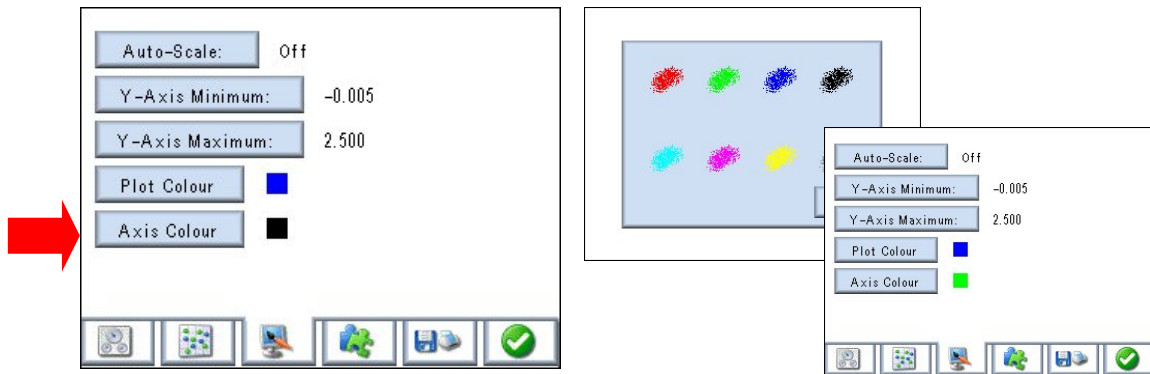 Auto-Scale: Off
Y-Axis Minimum: -0.005
Y-Axis Maximum: 2.500
Plot Colour
Axis Colour
Auto-Scale: Off
Y-Axis Minimum: -0.005
Y-Axis Maximum: 2.500
Plot Colour
Axis Colour